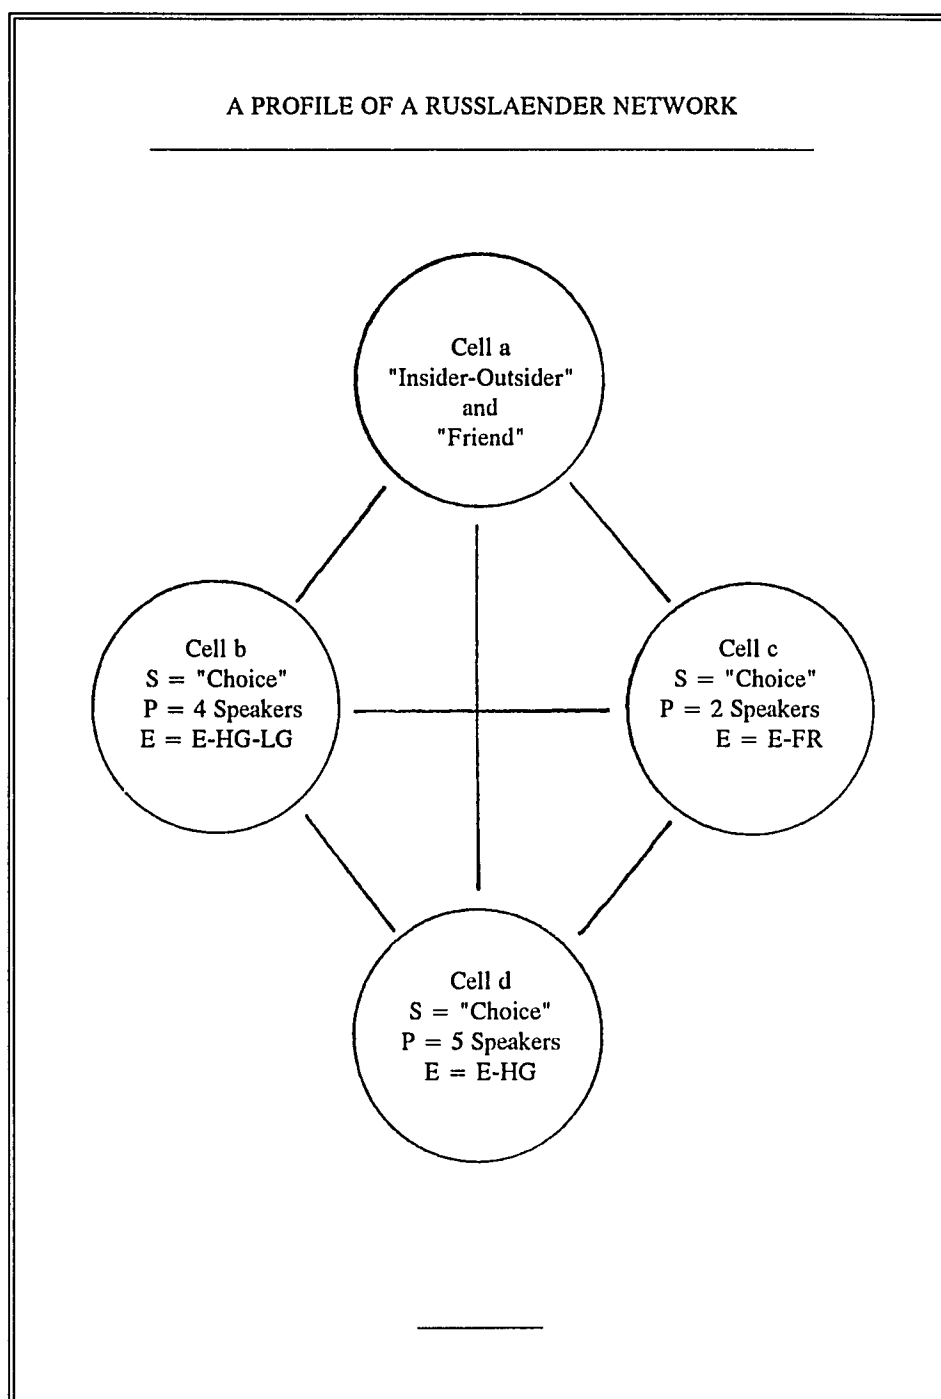 A PROFILE OF A RUSSLAENDER NETWORK
Cell a
"Insider-Outsider"
and
"Friend"
Cell b
S = "Choice"
P = 4 Speakers
E = E-HG-LG
Cell c
S = "Choice"
P = 2 Speakers
E = E-FR
Cell d
S = "Choice"
P = 5 Speakers
E = E-HG